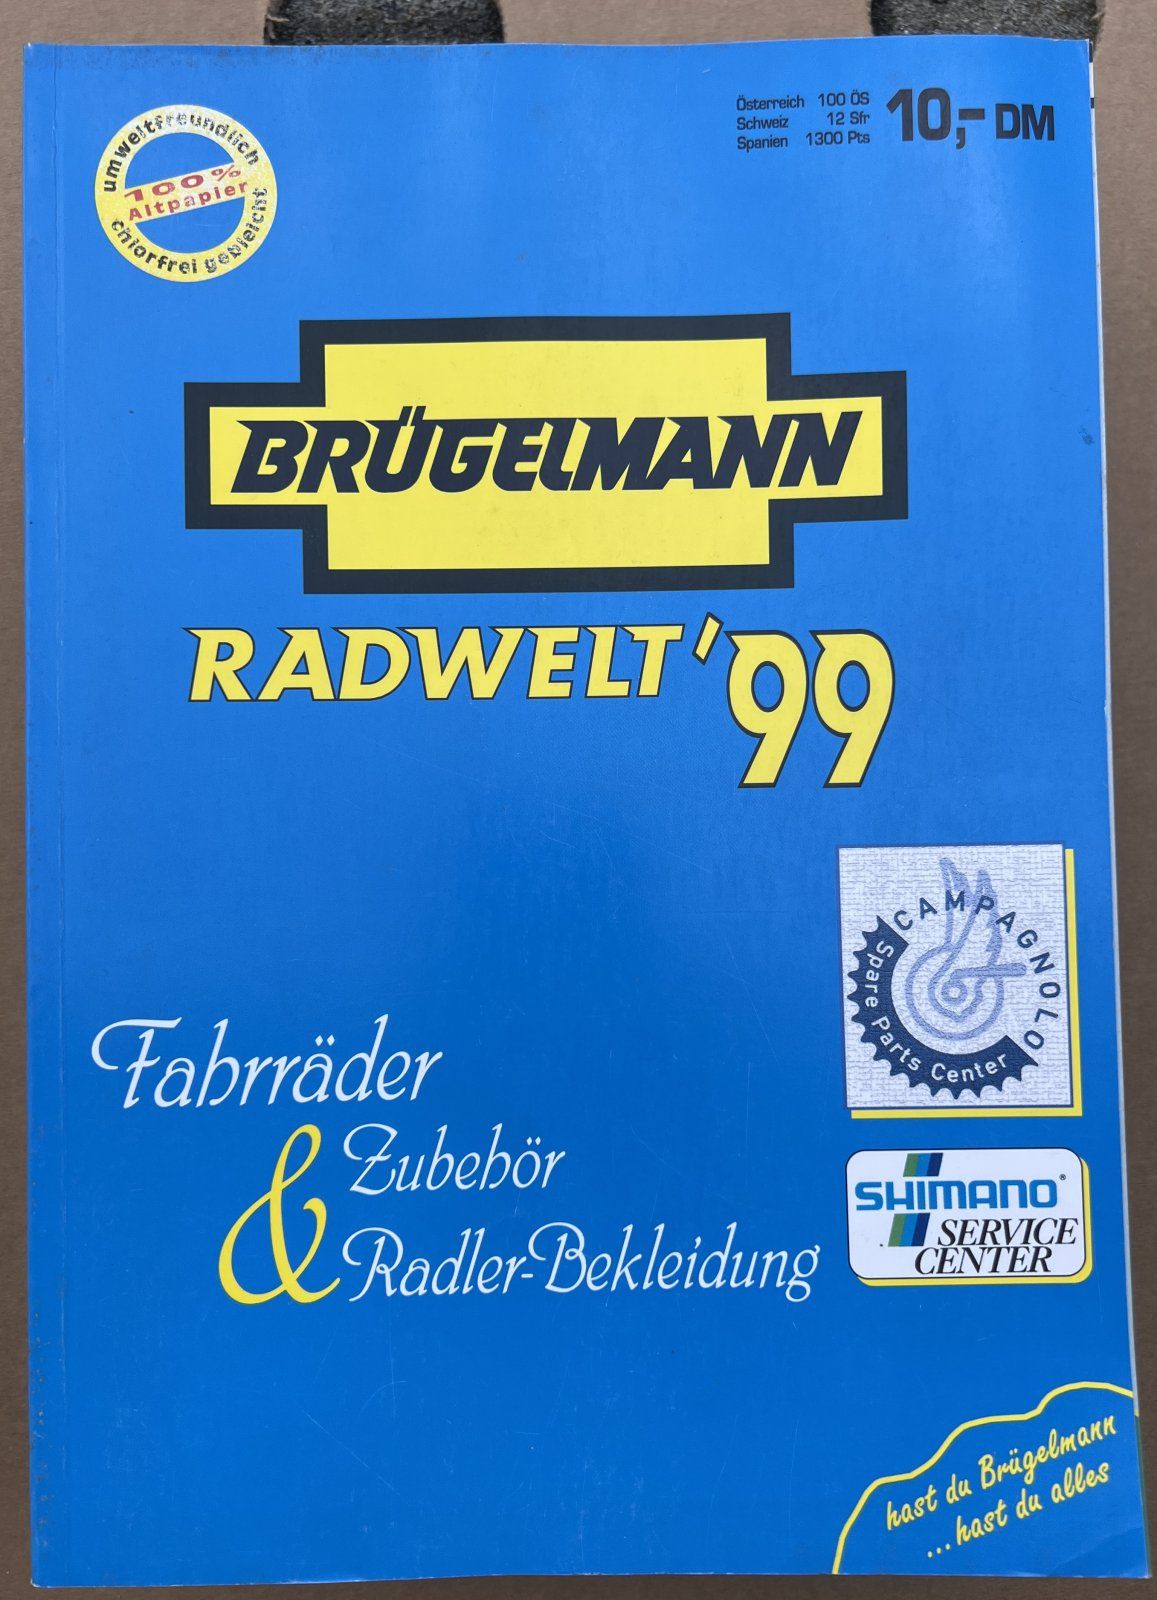 umweltfreundlich
100%
Altpapier
chlorfrei gebleicht
Österreich 100 ÖS
Schweiz 12 Sfr
Spanien 1300 Pts
10,- DM
BRÜGELMANN
RADWELT '99
CAMPAGNOLO
Spare Parts Center
Fahrräder
& Zubehör
Radler-Bekleidung
SHIMANO®
SERVICE
CENTER
hast du Brügelmann
...hast du alles